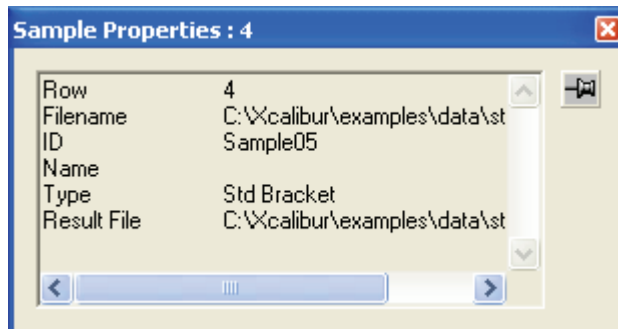 Sample Properties : 4
Row 4
Filename C:\Xcalibur\examples\data\st
ID Sample05
Name
Type Std Bracket
Result File C:\Xcalibur\examples\data\st